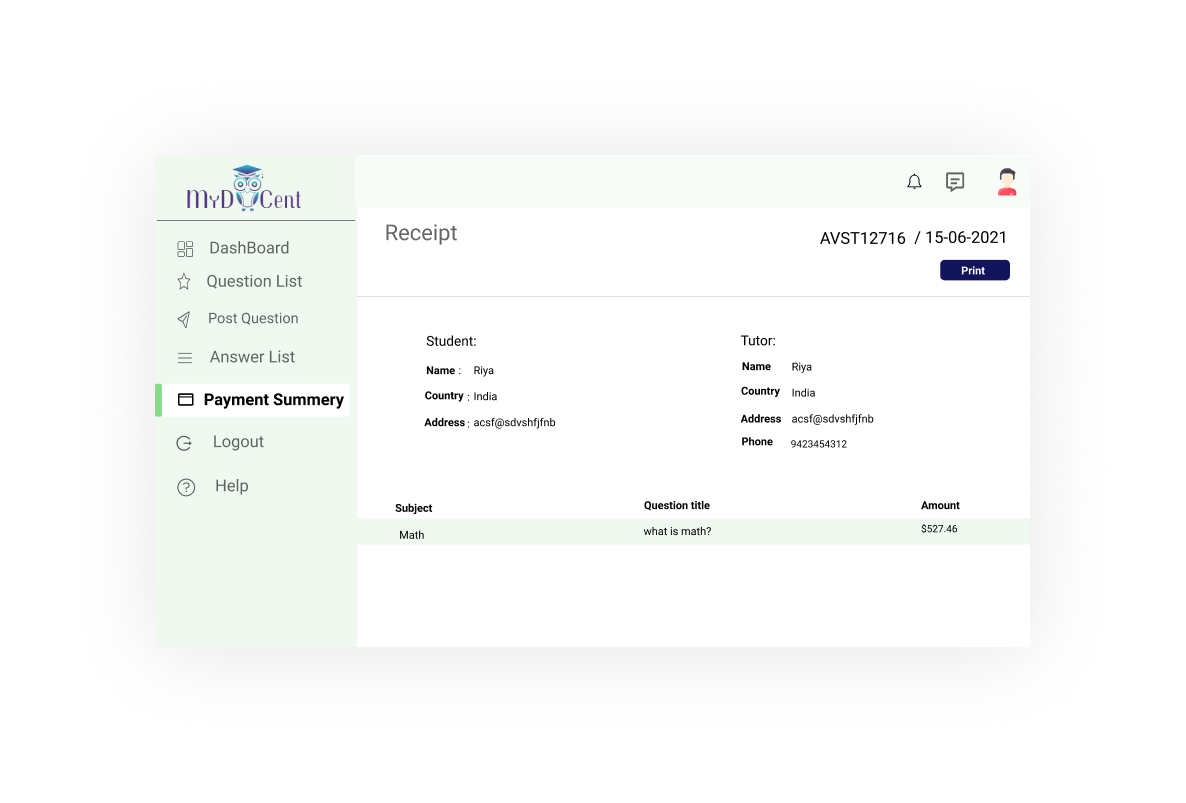 MyDoCent
DashBoard
Question List
Post Question
Answer List
Payment Summery
Logout
Help
Receipt
AVST12716 / 15-06-2021
Print
Student:
Name : Riya
Country : India
Address : acsf@sdvshfjfnb
Tutor:
Name Riya
Country India
Address acsf@sdvshfjfnb
Phone 9423454312
Subject Question title Amount
Math what is math? $527.46